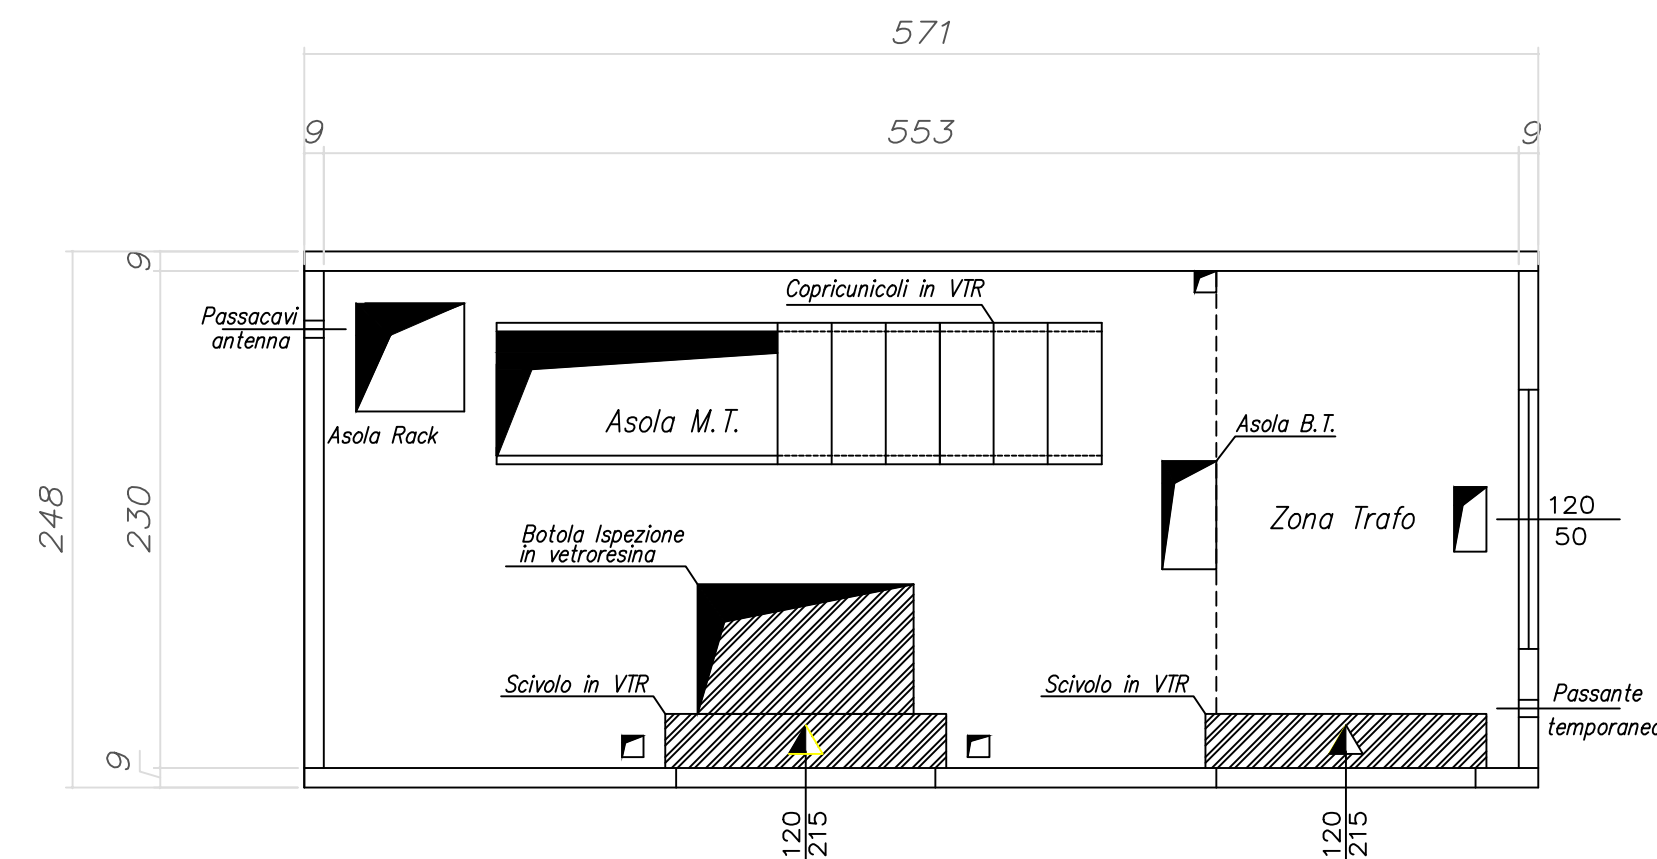 571
9
553
9
9
Passacavi
antenna
Copricunicoli in VTR
Asola Rack
Asola M.T.
Asola B.T.
248
230
Zona Trafo
120
50
Botola Ispezione
in vetroresina
Scivolo in VTR
Scivolo in VTR
Passante
temporaneo
9
120
215
120
215